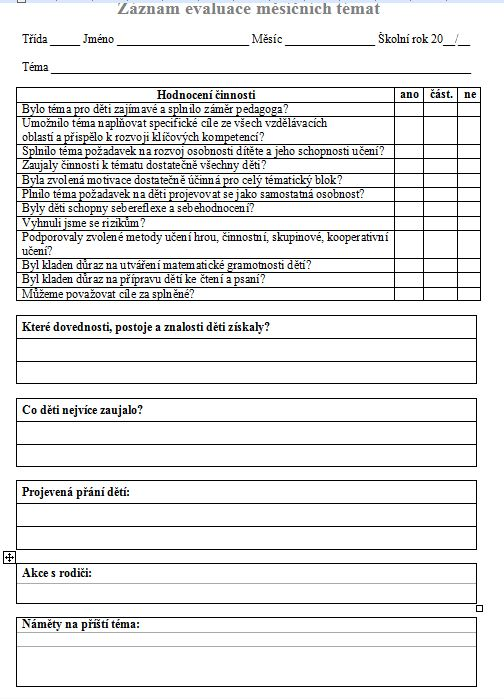 Záznam evaluace měsíčních témat
Třída _____ Jméno ______________________ Měsíc _______________ Školní rok 20__/__
Téma ______________________________________________________________________
Hodnocení činnosti ano část. ne
Bylo téma pro děti zajímavé a splnilo záměr pedagoga?
Umožnilo téma naplňovat specifické cíle ze všech vzdělávacích
oblastí a přispělo k rozvoji klíčových kompetencí?
Splnilo téma požadavek na rozvoj osobnosti dítěte a jeho schopnosti učení?
Zaujaly činnosti k tématu dostatečně všechny děti?
Byla zvolená motivace dostatečně účinná pro celý tématický blok?
Plnilo téma požadavek na děti projevovat se jako samostatná osobnost?
Byly děti schopny sebereflexe a sebehodnocení?
Vyhnuli jsme se rizikům?
Podporovaly zvolené metody učení hrou, činnostní, skupinové, kooperativní
učení?
Byl kladen důraz na utváření matematické gramotnosti dětí?
Byl kladen důraz na přípravu dětí ke čtení a psaní?
Můžeme považovat cíle za splněné?
Které dovednosti, postoje a znalosti děti získaly?
Co děti nejvíce zaujalo?
Projevená přání dětí:
Akce s rodiči:
Náměty na příští téma: